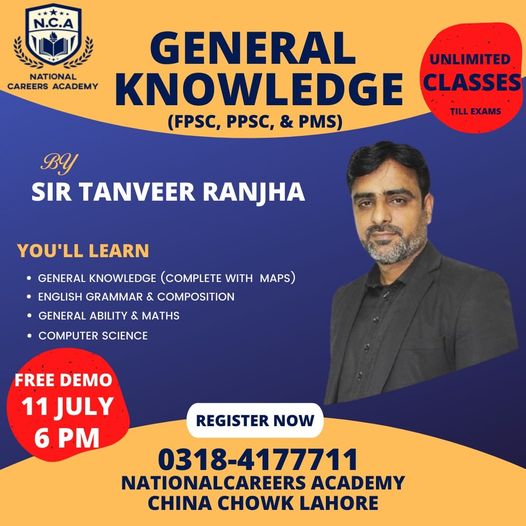 N.C.A
NATIONAL
CAREERS ACADEMY
GENERAL
KNOWLEDGE
(FPSC, PPSC, & PMS)
UNLIMITED
CLASSES
TILL EXAMS
BY
SIR TANVEER RANJHA
YOU'LL LEARN
• GENERAL KNOWLEDGE (COMPLETE WITH MAPS)
• ENGLISH GRAMMAR & COMPOSITION
• GENERAL ABILITY & MATHS
• COMPUTER SCIENCE
FREE DEMO
11 JULY
6 PM
REGISTER NOW
0318-4177711
NATIONALCAREERS ACADEMY
CHINA CHOWK LAHORE